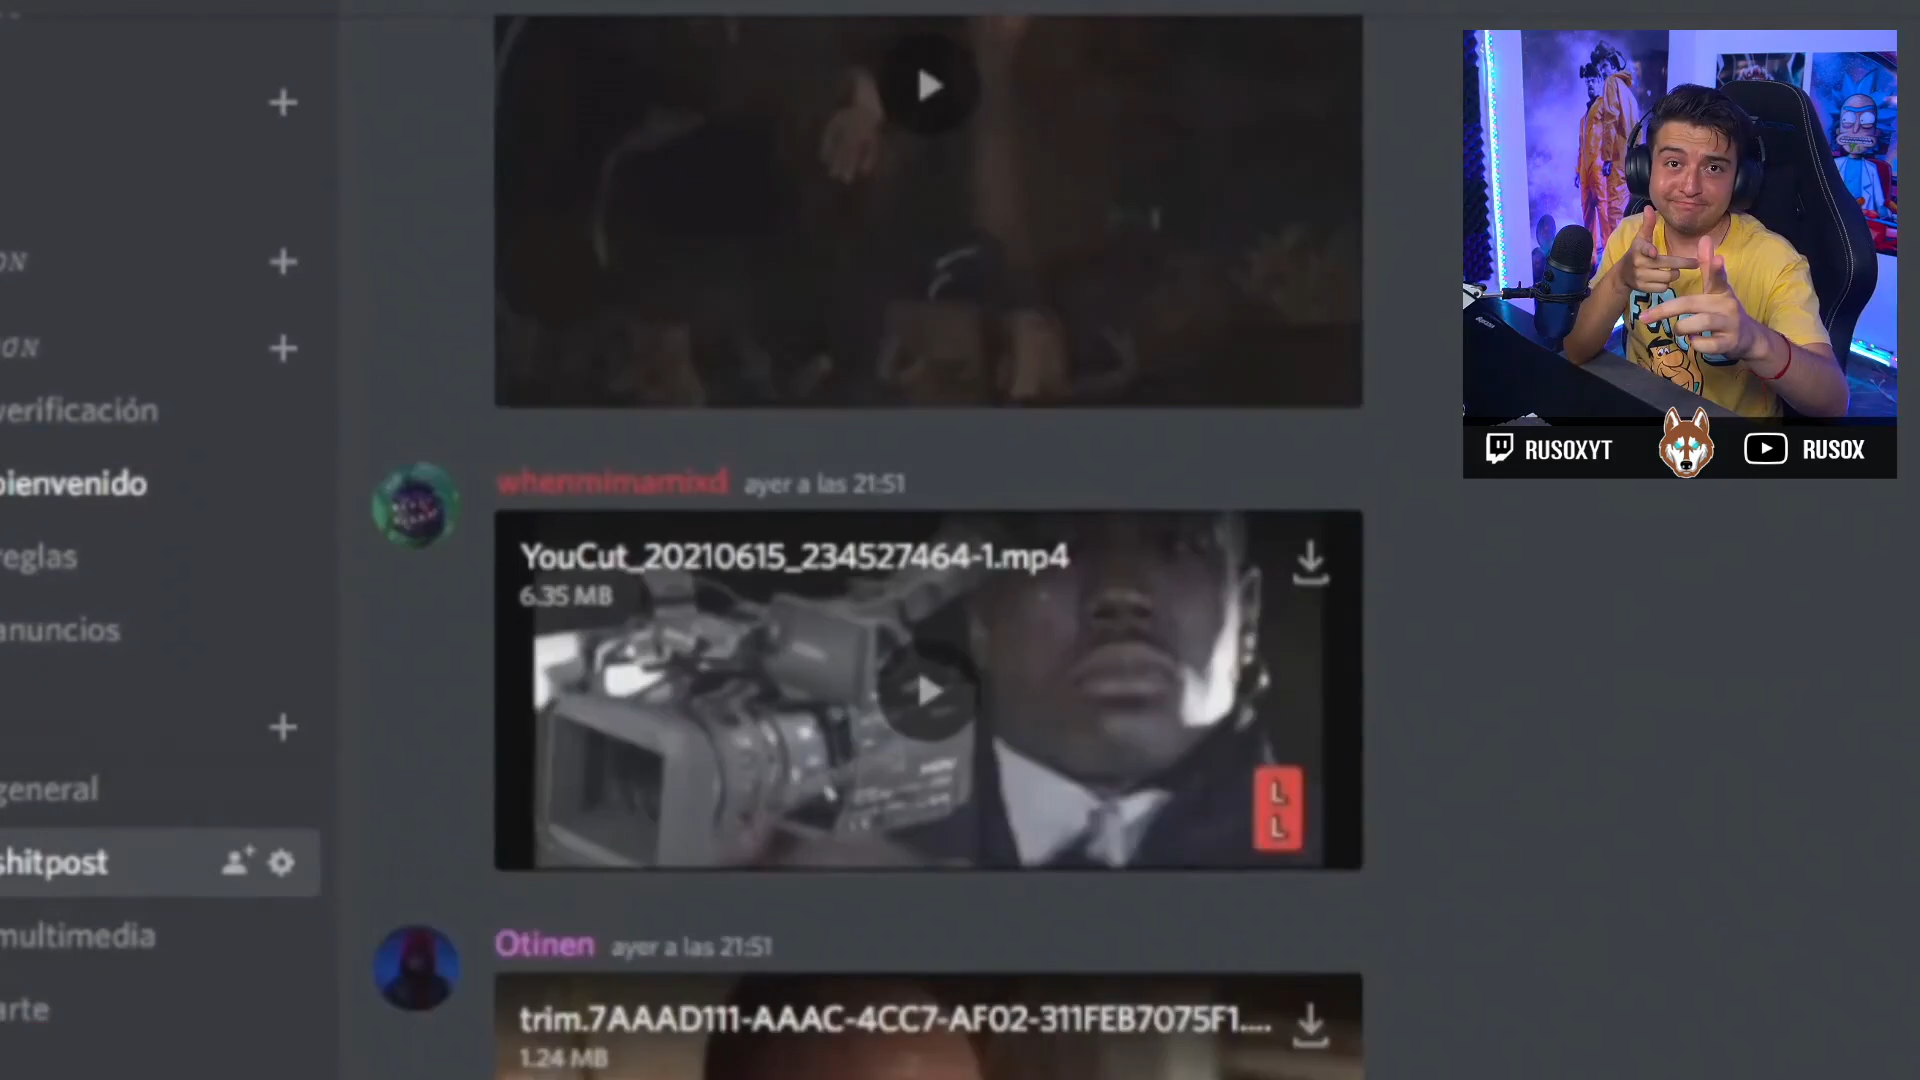 ON
ON
verificación
bienvenido
reglas
anuncios
general
shitpost
multimedia
arte
whenmimamixd ayer a las 21:51
YouCut_20210615_234527464-1.mp4
6.35 MB
L
L
Otinen ayer a las 21:51
trim.7AAAD111-AAAC-4CC7-AF02-311FEB7075F1....
1.24 MB
RUSOXYT
RUSOX